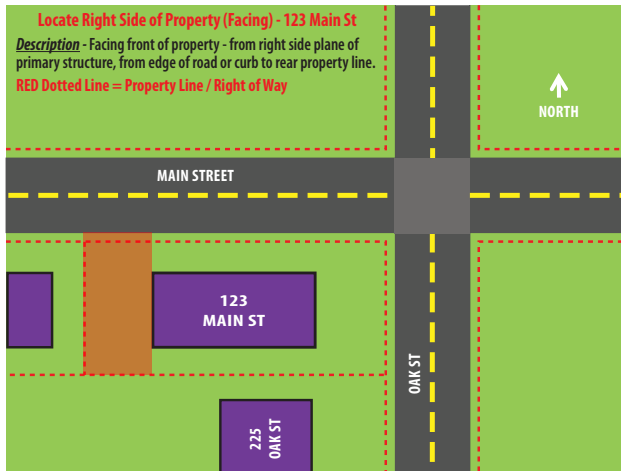 Locate Right Side of Property (Facing) - 123 Main St
Description - Facing front of property - from right side plane of
primary structure, from edge of road or curb to rear property line.
RED Dotted Line = Property Line / Right of Way
NORTH
MAIN STREET
123
MAIN ST
OAK ST
225
OAK ST